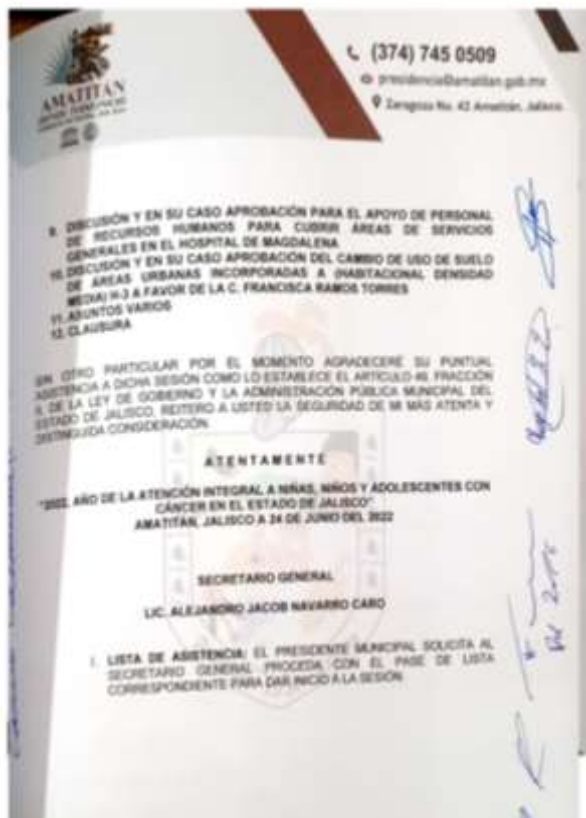 AMATITÁN
(374) 745 0509
presidencia@amatitan.gob.mx
Zaragoza No. 43 Amatitán, Jalisco.
9. DISCUSIÓN Y EN SU CASO APROBACIÓN PARA EL APOYO DE PERSONAL
DE RECURSOS HUMANOS PARA CUBRIR ÁREAS DE SERVICIOS
GENERALES EN EL HOSPITAL DE MAGDALENA
10. DISCUSIÓN Y EN SU CASO APROBACIÓN DEL CAMBIO DE USO DE SUELO
DE ÁREAS URBANAS INCORPORADAS A (HABITACIONAL DENSIDAD
MEDIA) H-3 A FAVOR DE LA C. FRANCISCA RAMOS TORRES
11. ASUNTOS VARIOS
12. CLAUSURA
SIN OTRO PARTICULAR POR EL MOMENTO AGRADECERÉ SU PUNTUAL
ASISTENCIA A DICHA SESIÓN COMO LO ESTABLECE EL ARTÍCULO FRACCIÓN
II, DE LA LEY DE GOBIERNO Y LA ADMINISTRACIÓN PÚBLICA MUNICIPAL DEL
ESTADO DE JALISCO, REITERO A USTED LA SEGURIDAD DE MI MÁS ATENTA Y
DISTINGUIDA CONSIDERACIÓN.
ATENTAMENTE
"2022, AÑO DE LA ATENCIÓN INTEGRAL A NIÑAS, NIÑOS Y ADOLESCENTES CON
CÁNCER EN EL ESTADO DE JALISCO"
AMATITÁN, JALISCO A 24 DE JUNIO DEL 2022
SECRETARIO GENERAL
LIC. ALEJANDRO JACOB NAVARRO CARO
I. LISTA DE ASISTENCIA: EL PRESIDENTE MUNICIPAL SOLICITA AL
SECRETARIO GENERAL PROCEDA CON EL PASE DE LISTA
CORRESPONDIENTE PARA DAR INICIO A LA SESIÓN